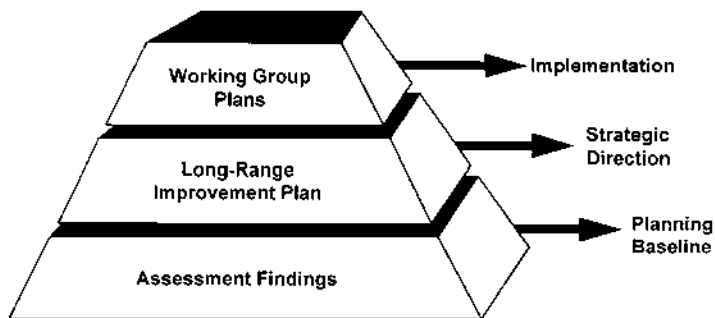 Working Group
Plans
Implementation
Long-Range
Improvement Plan
Strategic
Direction
Assessment Findings
Planning
Baseline